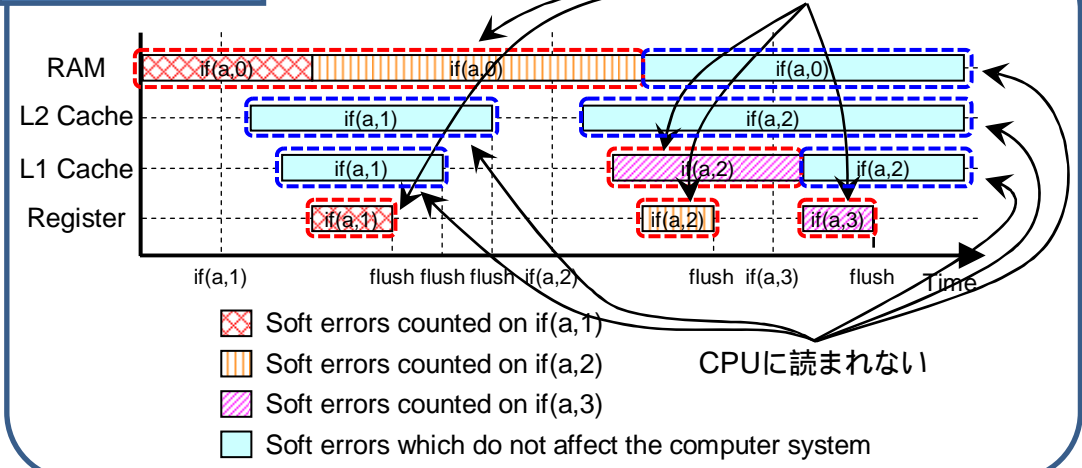 RAM
if(a,0)
if(a,0)
if(a,0)
L2 Cache
if(a,1)
if(a,2)
L1 Cache
if(a,1)
if(a,2)
if(a,2)
Register
if(a,1)
if(a,2)
if(a,3)
if(a,1)
flush
flush
flush
if(a,2)
flush
if(a,3)
flush
Time
Soft errors counted on if(a,1)
Soft errors counted on if(a,2)
CPUに読まれない
Soft errors counted on if(a,3)
Soft errors which do not affect the computer system